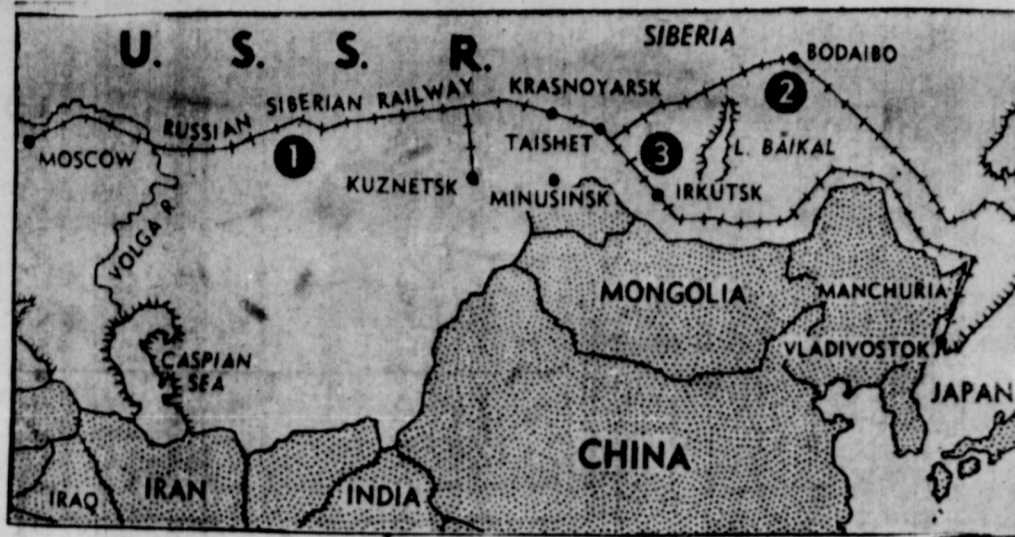 U. S. S. R.
SIBERIA
BODAIBO
2
KRASNOYARSK
RUSSIAN SIBERIAN RAILWAY
MOSCOW
1
TAISHET
3
L. BÄIKAL
KUZNETSK
MINUSINSK
IRKUTSK
VOLGA R.
MONGOLIA
MANCHURIA
CASPIAN
SEA
VLADIVOSTOK
JAPAN
CHINA
IRAQ
IRAN
INDIA